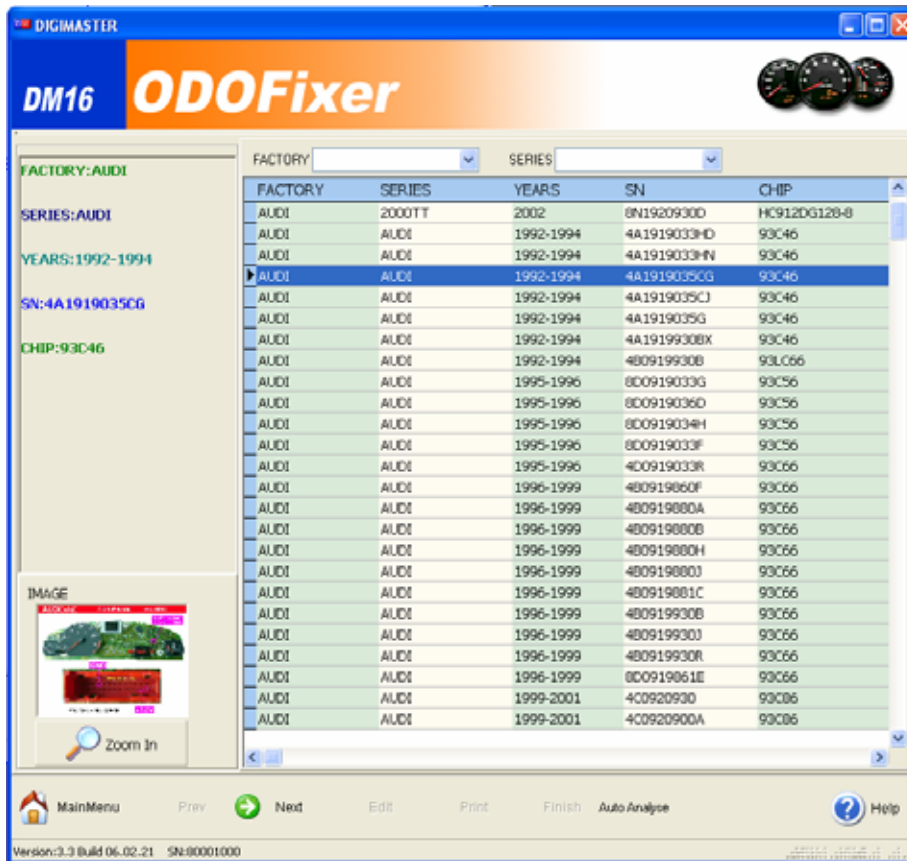 DIGIMASTER
DM16 ODOFixer
FACTORY:AUDI
SERIES:AUDI
YEARS:1992-1994
SN:4A1919035CG
CHIP:93C46
FACTORY SERIES
FACTORY SERIES YEARS SN CHIP
AUDI 2000TT 2002 8N1920930D HC912DG128-8
AUDI AUDI 1992-1994 4A1919033HD 93C46
AUDI AUDI 1992-1994 4A1919033HN 93C46
AUDI AUDI 1992-1994 4A1919035CG 93C46
AUDI AUDI 1992-1994 4A1919035CJ 93C46
AUDI AUDI 1992-1994 4A1919035G 93C46
AUDI AUDI 1992-1994 4A1919930BX 93C46
AUDI AUDI 1992-1994 4B0919930B 93LC66
AUDI AUDI 1995-1996 8D0919033G 93C56
AUDI AUDI 1995-1996 8D0919036D 93C56
AUDI AUDI 1995-1996 8D0919034H 93C56
AUDI AUDI 1995-1996 8D0919033F 93C56
AUDI AUDI 1995-1996 4D0919033R 93C66
AUDI AUDI 1996-1999 4B0919860F 93C66
AUDI AUDI 1996-1999 4B0919880A 93C66
AUDI AUDI 1996-1999 4B0919880B 93C66
AUDI AUDI 1996-1999 4B0919880H 93C66
AUDI AUDI 1996-1999 4B0919880J 93C66
AUDI AUDI 1996-1999 4B0919881C 93C66
AUDI AUDI 1996-1999 4B0919930B 93C66
AUDI AUDI 1996-1999 4B0919930J 93C66
AUDI AUDI 1996-1999 4B0919930R 93C66
AUDI AUDI 1996-1999 8D0919861E 93C66
AUDI AUDI 1999-2001 4C0920930 93C86
AUDI AUDI 1999-2001 4C0920900A 93C86
IMAGE
Zoom In
MainMenu Prev Next Edit Print Finish Auto Analyse Help
Version:3.3 Build 06.02.21 SN:80001000